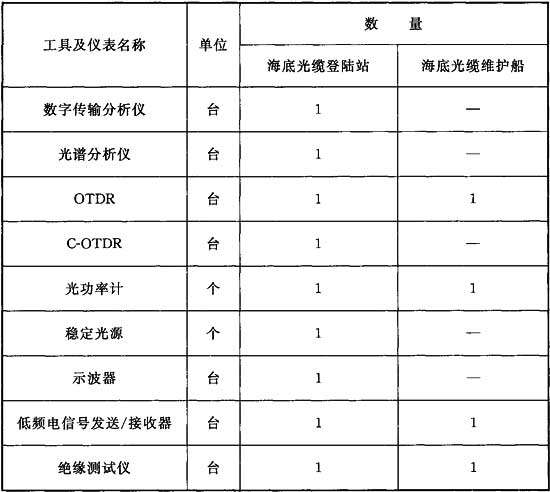 工具及仪表名称 单位 数 量
海底光缆登陆站 海底光缆维护船
数字传输分析仪 台 1 —
光谱分析仪 台 1 —
OTDR 台 1 1
C-OTDR 台 1 —
光功率计 个 1 1
稳定光源 个 1 —
示波器 台 1 —
低频电信号发送/接收器 台 1 1
绝缘测试仪 台 1 1